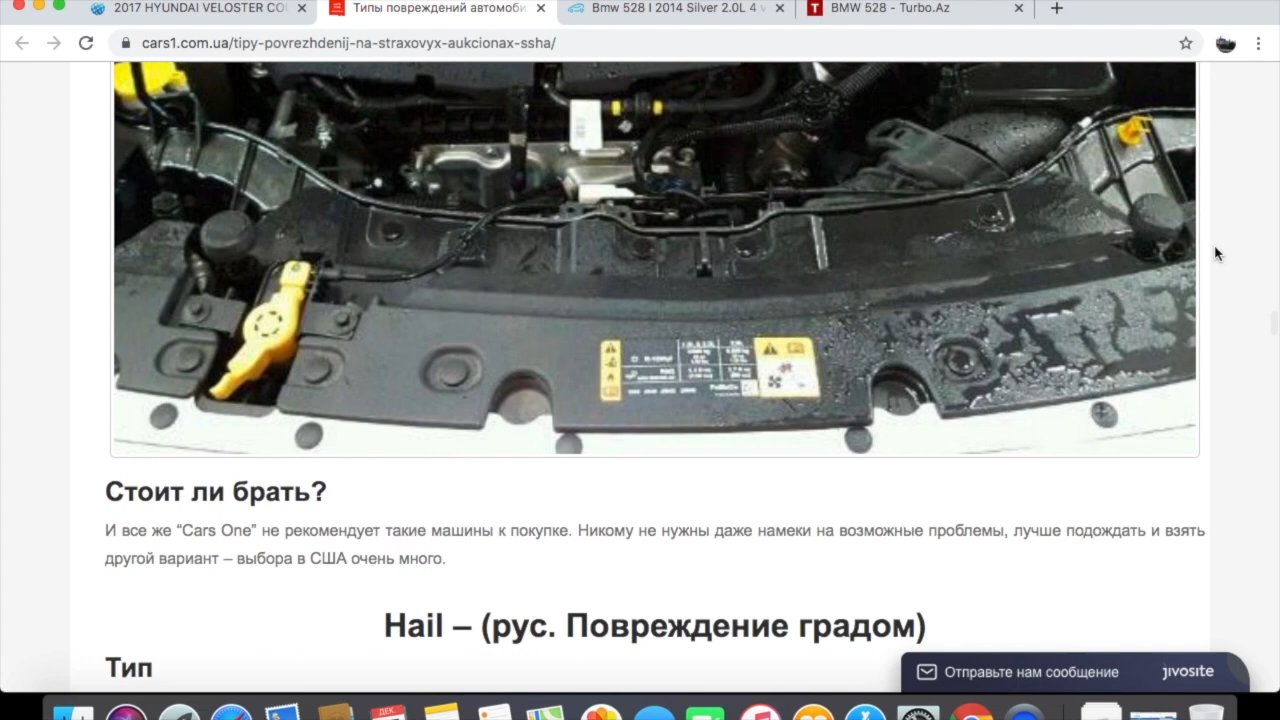 2017 HYUNDAI VELOSTER CO
Типы повреждений автомоби
Bmw 528 I 2014 Silver 2.0L 4
BMW 528 - Turbo.Az
cars1.com.ua/tipy-povrezhdenij-na-straxovyx-aukcionax-ssha/
Стоит ли брать?
И все же “Cars One” не рекомендует такие машины к покупке. Никому не нужны даже намеки на возможные проблемы, лучше подождать и взять
другой вариант – выбора в США очень много.
Hail – (рус. Повреждение градом)
Тип
Отправьте нам сообщение
jivosite
ДЕК.